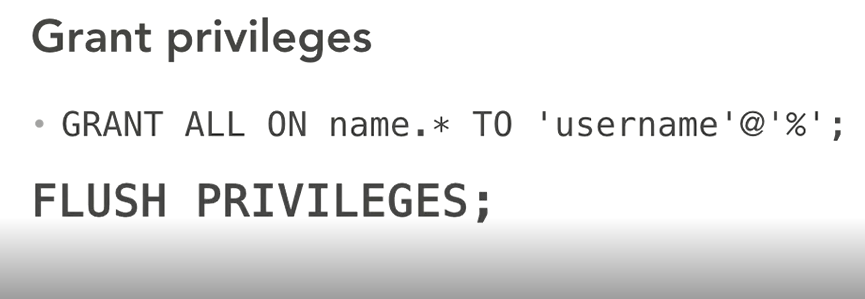 Grant privileges
• GRANT ALL ON name.* TO 'username'@'%';
FLUSH PRIVILEGES;